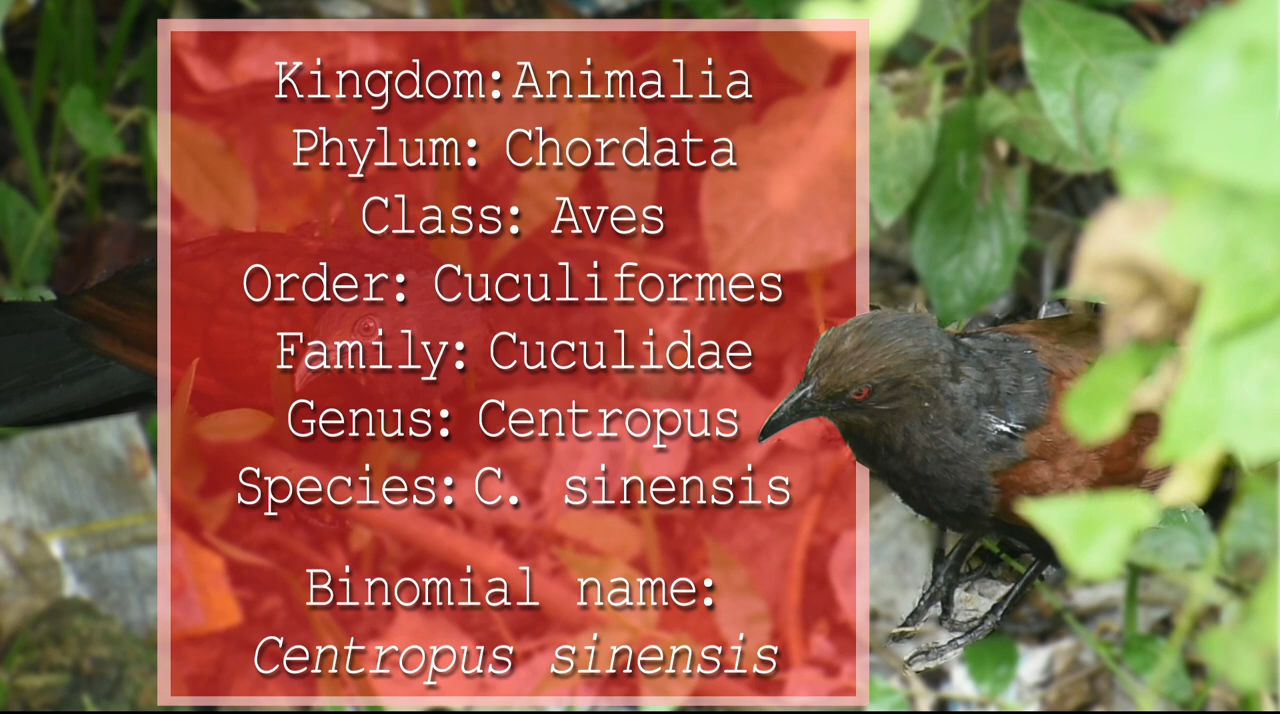 Kingdom: Animalia
Phylum: Chordata
Class: Aves
Order: Cuculiformes
Family: Cuculidae
Genus: Centropus
Species: C. sinensis
Binomial name:
Centropus sinensis